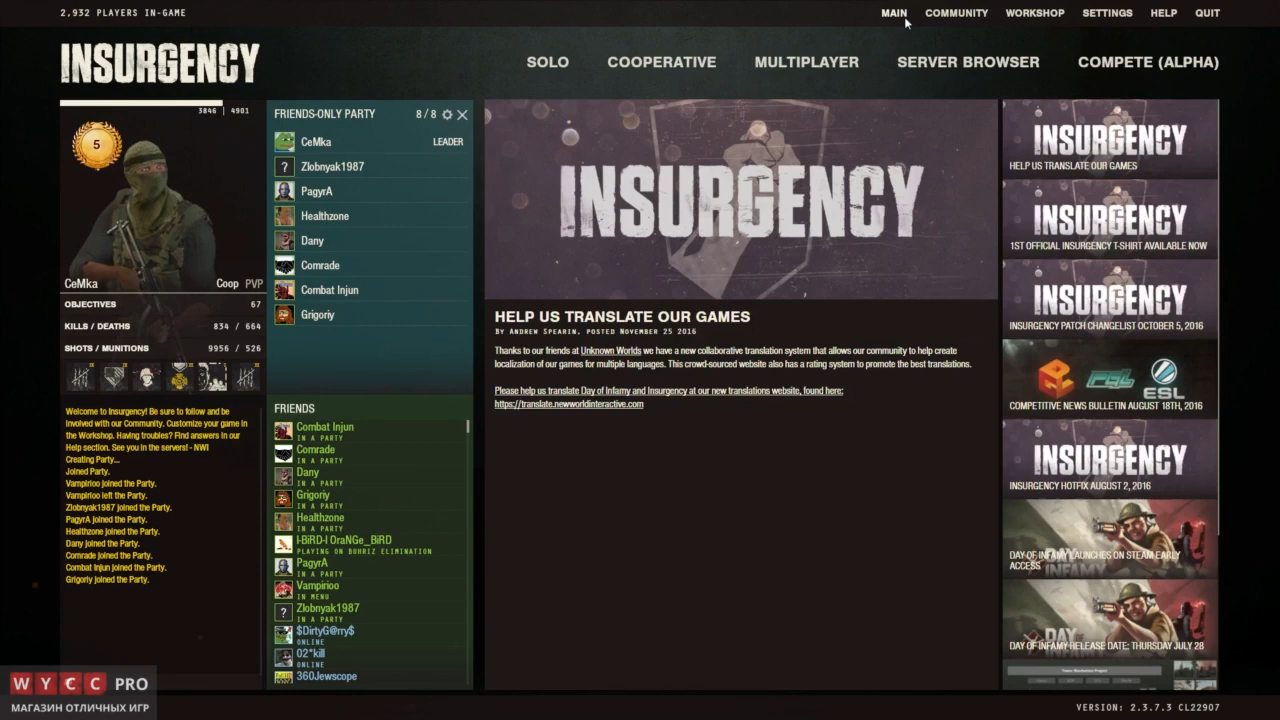 2,932 PLAYERS IN-GAME
MAIN COMMUNITY WORKSHOP SETTINGS HELP QUIT
INSURGENCY
SOLO COOPERATIVE MULTIPLAYER SERVER BROWSER COMPETE (ALPHA)
3846 | 4901
5
CeMka
Coop PVP
OBJECTIVES 67
KILLS / DEATHS 834 / 664
SHOTS / MUNITIONS 9956 / 526
Welcome to Insurgency! Be sure to follow and be
involved with our Community. Customize your game in
the Workshop. Having troubles? Find answers in our
Help section. See you in the servers! - NWI
Creating Party...
Joined Party.
Vampirioo joined the Party.
Vampirioo left the Party.
Zlobnyak1987 joined the Party.
PagyrA joined the Party.
Healthzone joined the Party.
Dany joined the Party.
Comrade joined the Party.
Combat Injun joined the Party.
Grigoriy joined the Party.
FRIENDS-ONLY PARTY 8/8
CeMka LEADER
? Zlobnyak1987
PagyrA
Healthzone
Dany
Comrade
Combat Injun
Grigoriy
FRIENDS
Combat Injun
IN A PARTY
Comrade
IN A PARTY
Dany
IN A PARTY
Grigoriy
IN A PARTY
Healthzone
IN A PARTY
I-BiRD-I OraNGe_BiRD
PLAYING ON BUHRIZ ELIMINATION
PagyrA
IN A PARTY
Vampirioo
IN MENU
? Zlobnyak1987
IN A PARTY
$DirtyG@rry$
ONLINE
02*kill
ONLINE
360Jewscope
INSURGENCY
HELP US TRANSLATE OUR GAMES
BY ANDREW SPEARIN, POSTED NOVEMBER 25 2016
Thanks to our friends at Unknown Worlds we have a new collaborative translation system that allows our community to help create
localization of our games for multiple languages. This crowd-sourced website also has a rating system to promote the best translations.
Please help us translate Day of Infamy and Insurgency at our new translations website, found here:
https://translate.newworldinteractive.com
INSURGENCY
HELP US TRANSLATE OUR GAMES
INSURGENCY
1ST OFFICIAL INSURGENCY T-SHIRT AVAILABLE NOW
INSURGENCY
INSURGENCY PATCH CHANGELIST OCTOBER 5, 2016
ESL
COMPETITIVE NEWS BULLETIN AUGUST 18TH, 2016
INSURGENCY
INSURGENCY HOTFIX AUGUST 2, 2016
DAY OF INFAMY LAUNCHES ON STEAM EARLY
ACCESS
DAY OF INFAMY RELEASE DATE: THURSDAY JULY 28
WYCC PRO
МАГАЗИН ОТЛИЧНЫХ ИГР
VERSION: 2.3.7.3 CL22907